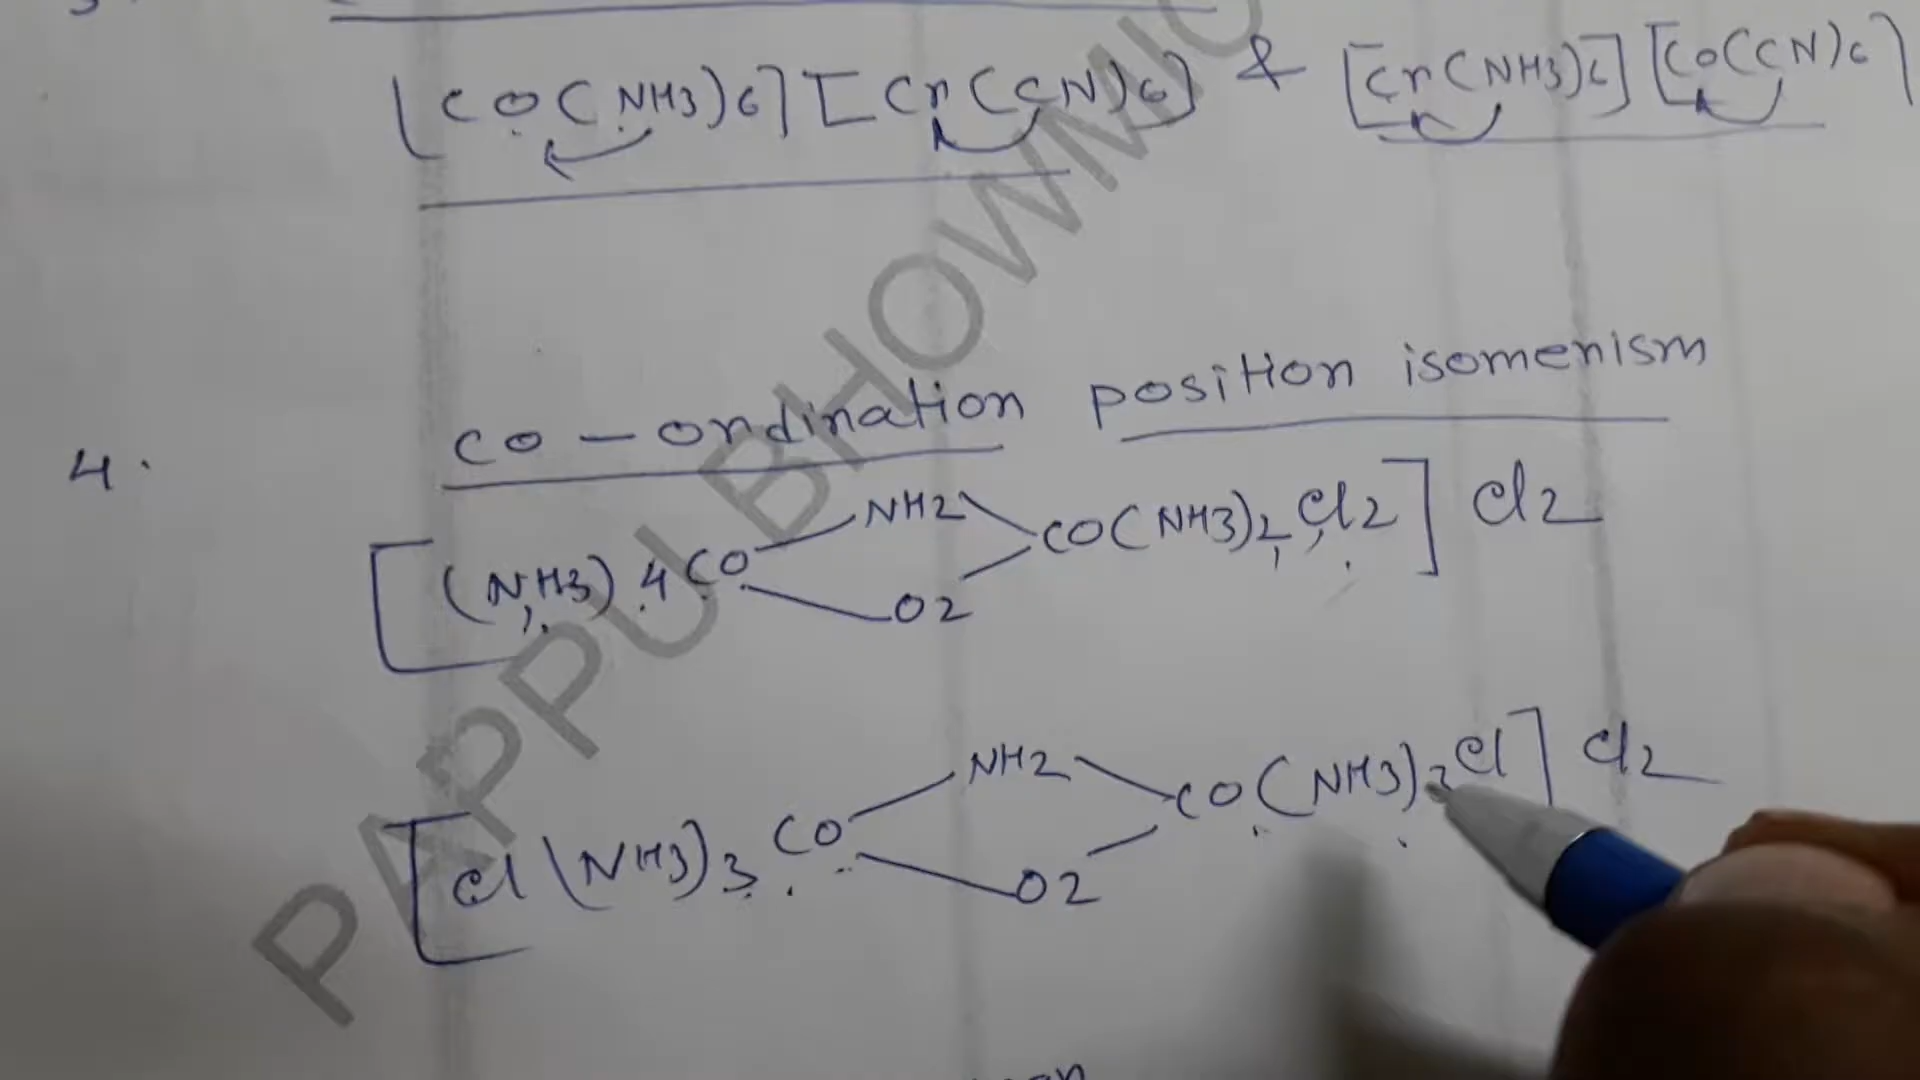 [CO(NH3)6][Cr(CN)6] & [Cr(NH3)6][Co(CN)6]
4. co-ordination position isomerism
[(NH3)4CO NH2 O2 CO(NH3)2Cl2]Cl2
[Cl(NH3)3CO NH2 O2 CO(NH3)3Cl]Cl2
PAPPU BHOWMIC